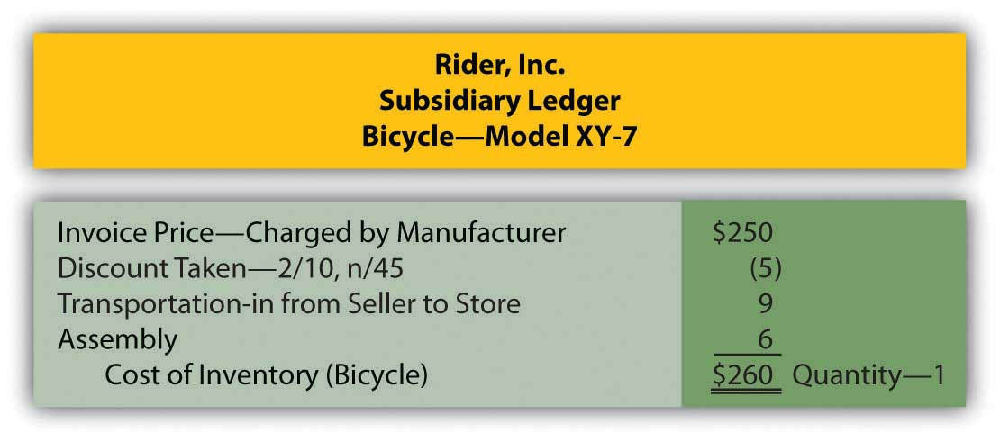 Rider, Inc.
Subsidiary Ledger
Bicycle—Model XY-7
Invoice Price—Charged by Manufacturer $250
Discount Taken—2/10, n/45 (5)
Transportation-in from Seller to Store 9
Assembly 6
Cost of Inventory (Bicycle) $260 Quantity—1